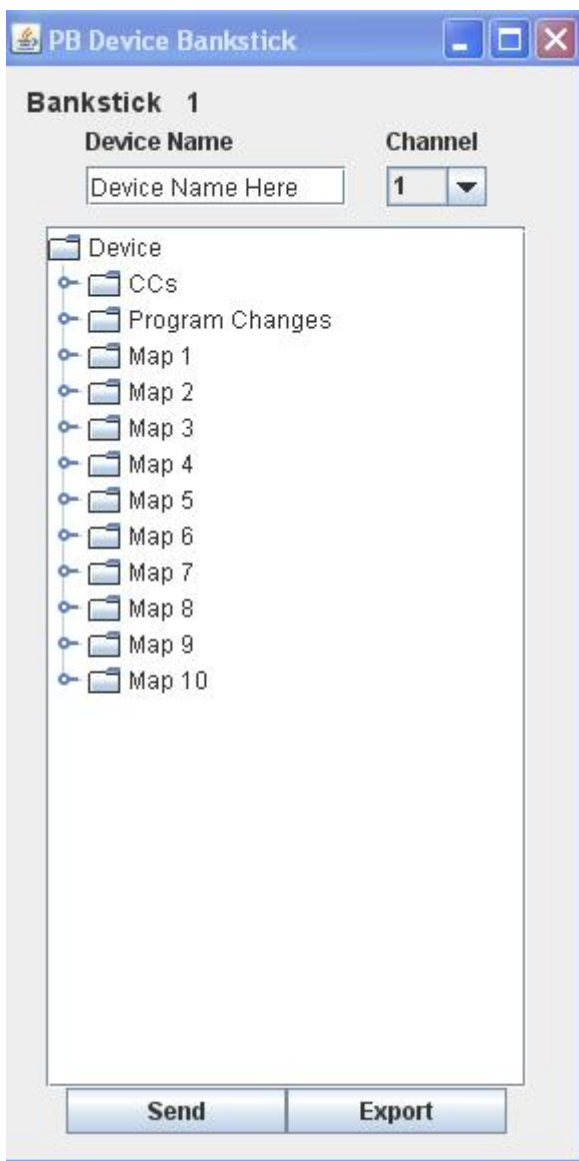 PB Device Bankstick
Bankstick 1
Device Name Channel
Device Name Here 1
Device
CCs
Program Changes
Map 1
Map 2
Map 3
Map 4
Map 5
Map 6
Map 7
Map 8
Map 9
Map 10
Send Export